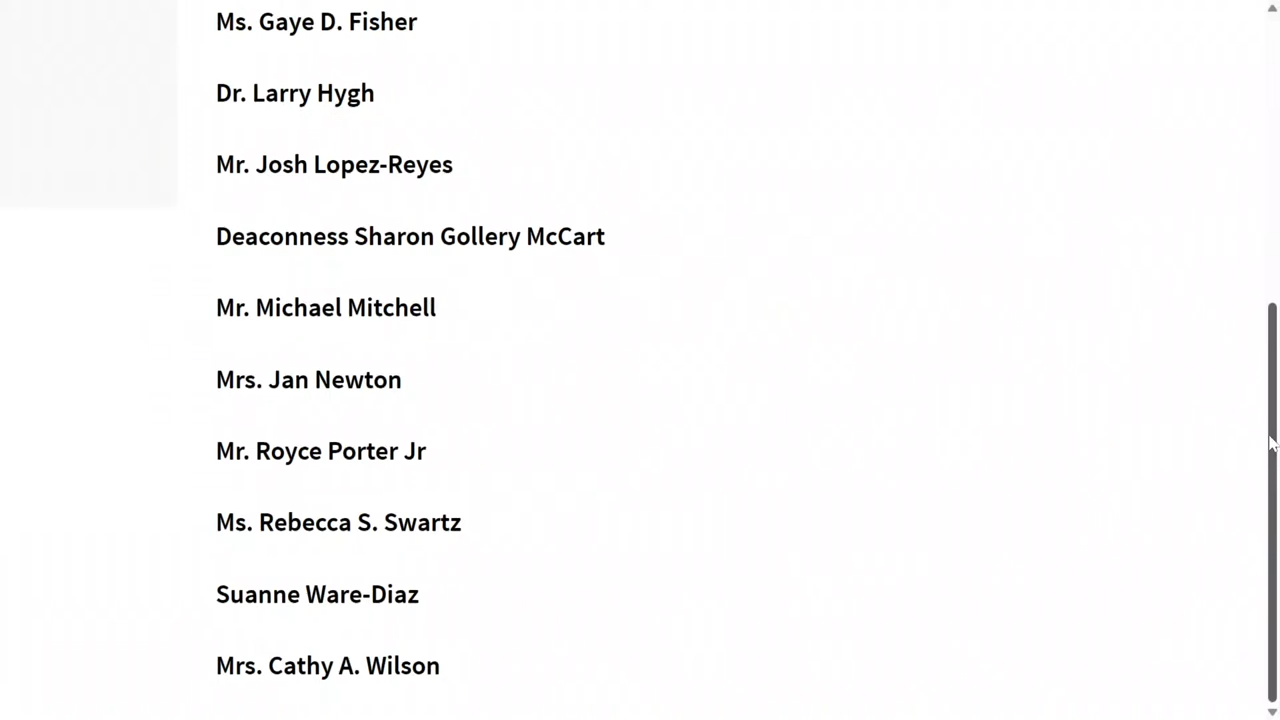 Ms. Gaye D. Fisher
Dr. Larry Hygh
Mr. Josh Lopez-Reyes
Deaconness Sharon Gollery McCart
Mr. Michael Mitchell
Mrs. Jan Newton
Mr. Royce Porter Jr
Ms. Rebecca S. Swartz
Suanne Ware-Diaz
Mrs. Cathy A. Wilson